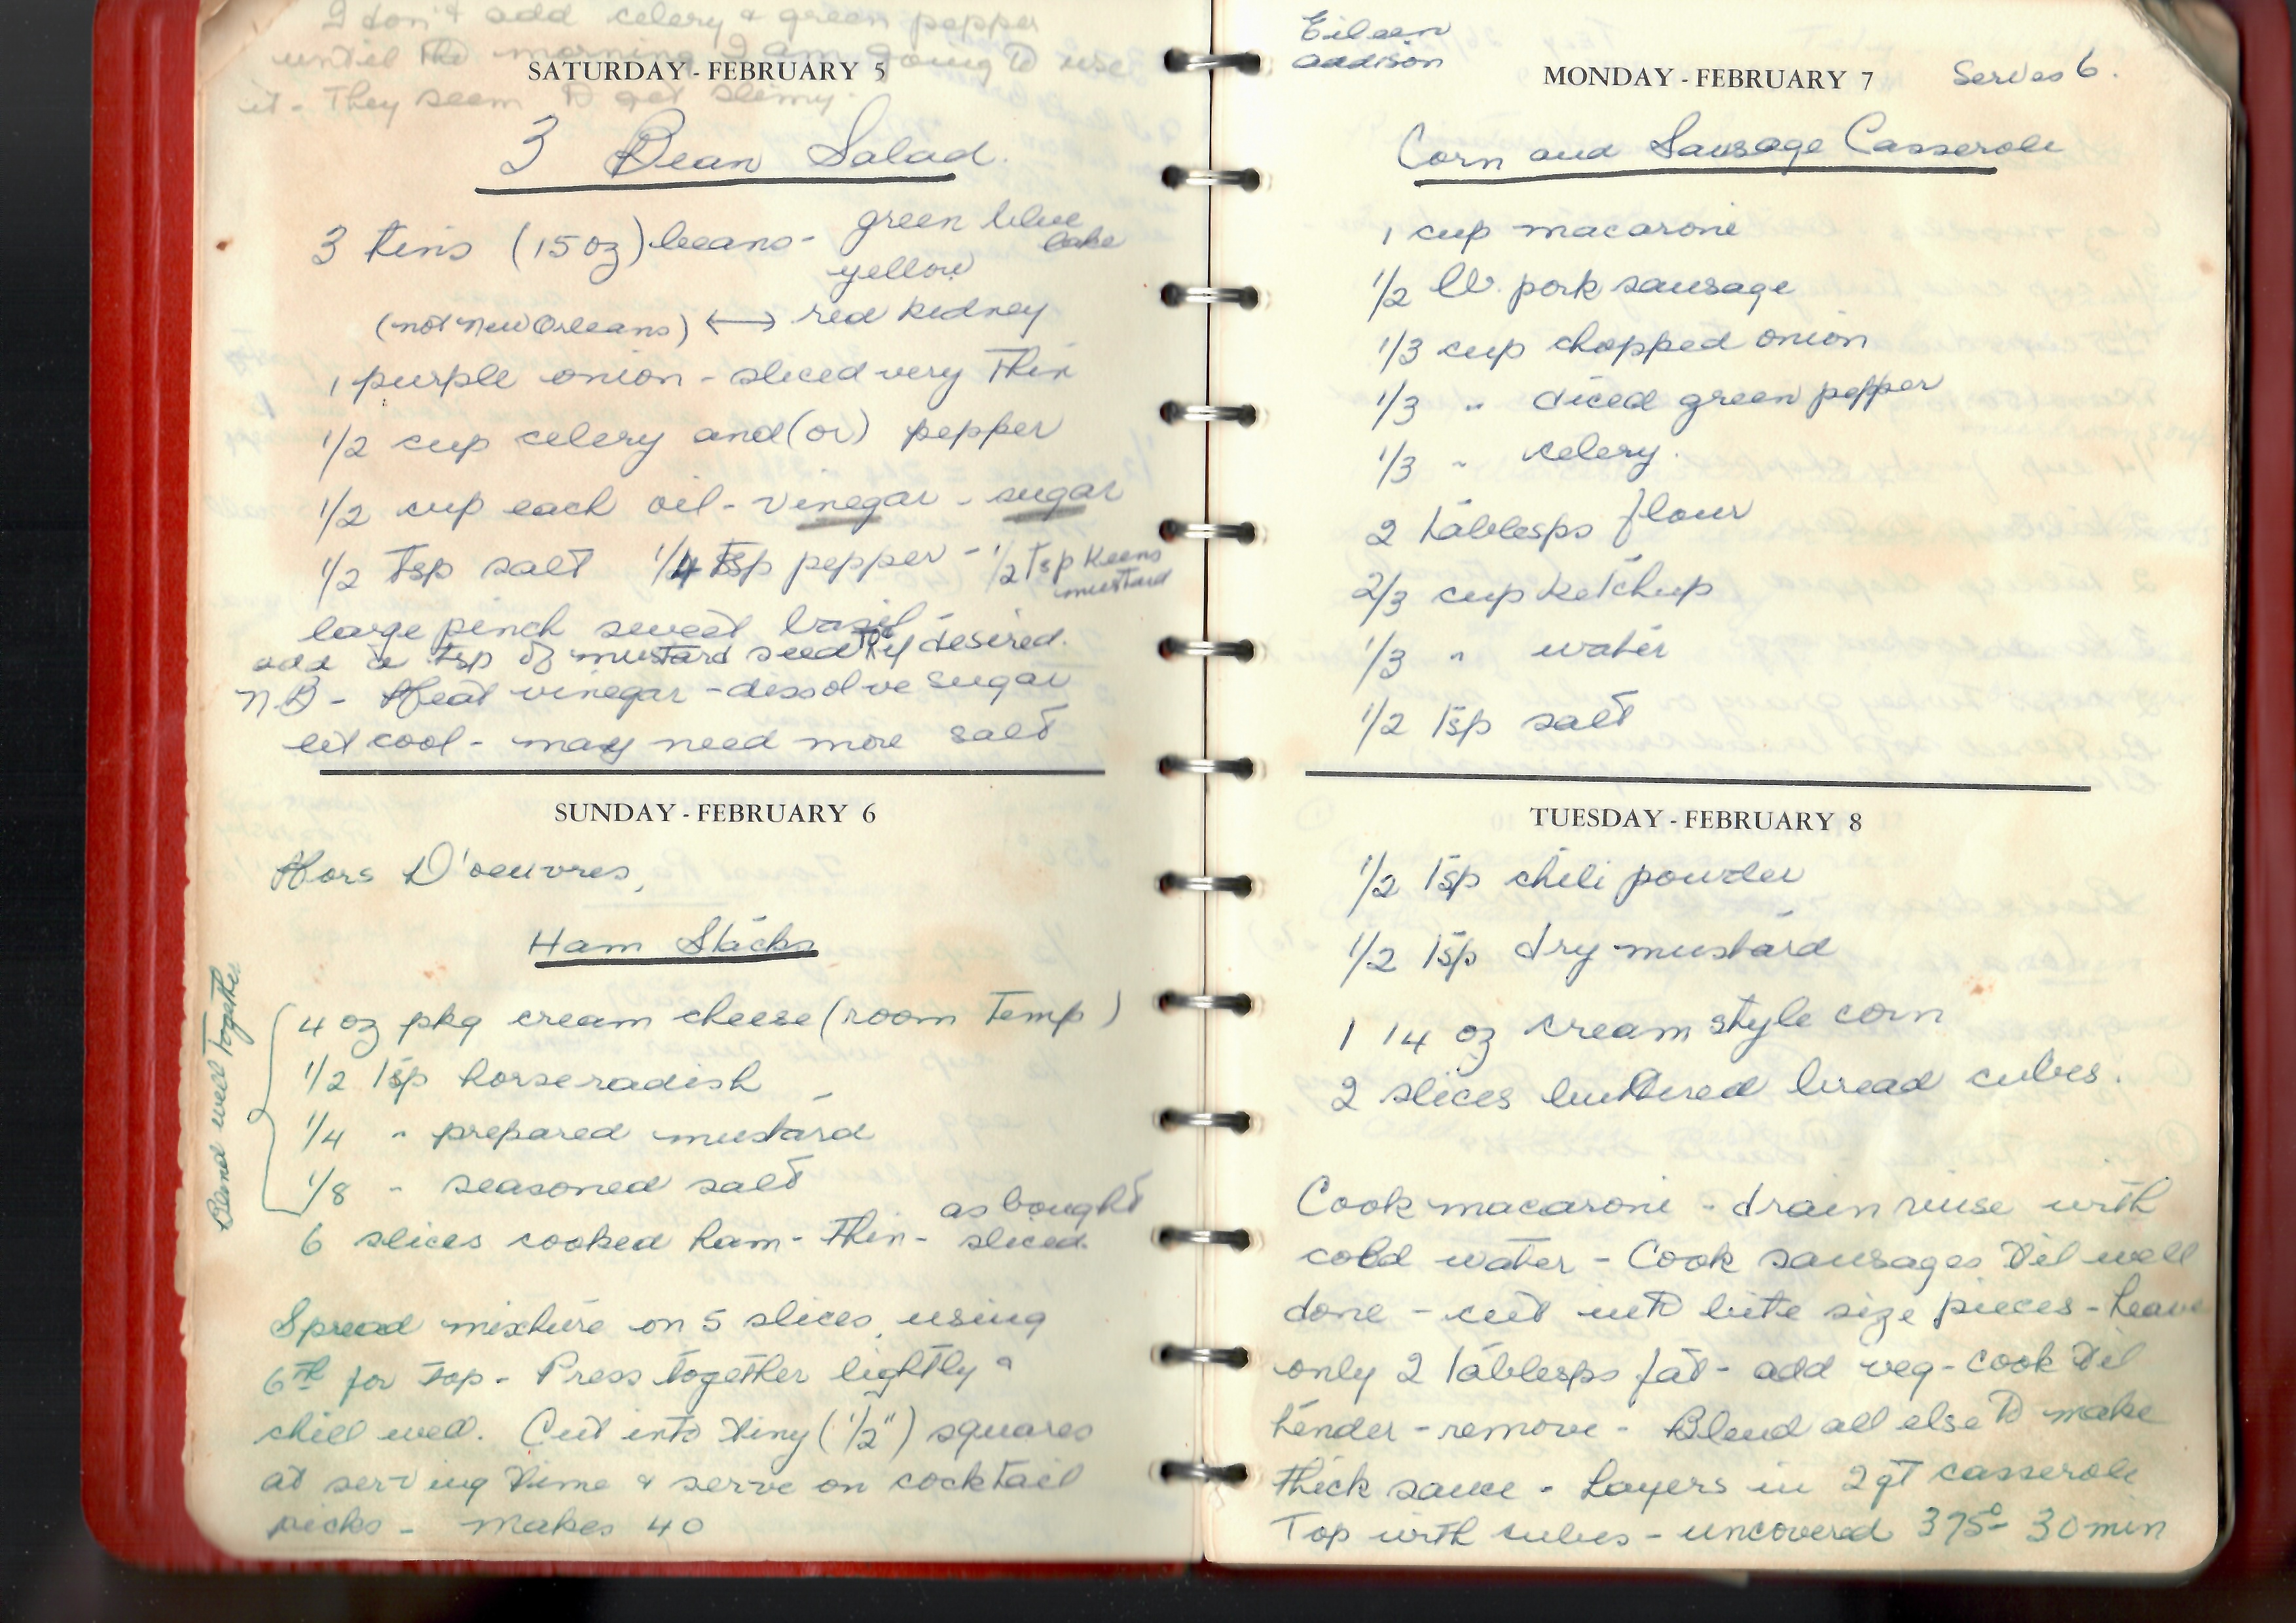 I don't add celery & green pepper
until the morning I am going to use
it - They seem to get slimy.
SATURDAY - FEBRUARY 5
3 Bean Salad.
3 tins (15 oz) beans - green blue lake
yellow
(not New Orleans) ↔ red kidney
1 purple onion - sliced very thin
1/2 cup celery and (or) pepper
1/2 cup each oil - vinegar - sugar
1/2 tsp salt 1/4 tsp pepper - 1/2 tsp Keens mustard
large pinch sweet basil -
add a tsp of mustard seed if desired.
N.B - Heat vinegar - dissolve sugar
let cool - may need more salt
SUNDAY - FEBRUARY 6
Hors D'oeuvres,
Ham Stacks
Blend well together
4 oz pkg cream cheese (room temp)
1/2 tsp horseradish
1/4 " prepared mustard
1/8 " seasoned salt
6 slices cooked ham - thin - as bought sliced.
Spread mixture on 5 slices, using
6th for top - Press together lightly &
chill well. Cut into tiny (1/2") squares
at serving time & serve on cocktail
picks - Makes 40
Eileen
Addison
MONDAY - FEBRUARY 7
Serves 6.
Corn and Sausage Casserole
1 cup macaroni
1/2 lb. pork sausage
1/3 cup chopped onion
1/3 " diced green pepper
1/3 " celery.
2 tablesps flour
2/3 cup ketchup
1/3 " water
1/2 tsp salt
TUESDAY - FEBRUARY 8
1/2 tsp chili powder
1/2 tsp dry mustard
1 14 oz cream style corn
2 slices buttered bread cubes.
Cook macaroni - drain rinse with
cold water - Cook sausages til well
done - cut into bite size pieces - leave
only 2 tablesps fat - add veg - cook til
tender - remove - Blend all else to make
thick sauce - Layers in 2 qt casserole
Top with cubes - uncovered 375° - 30 min